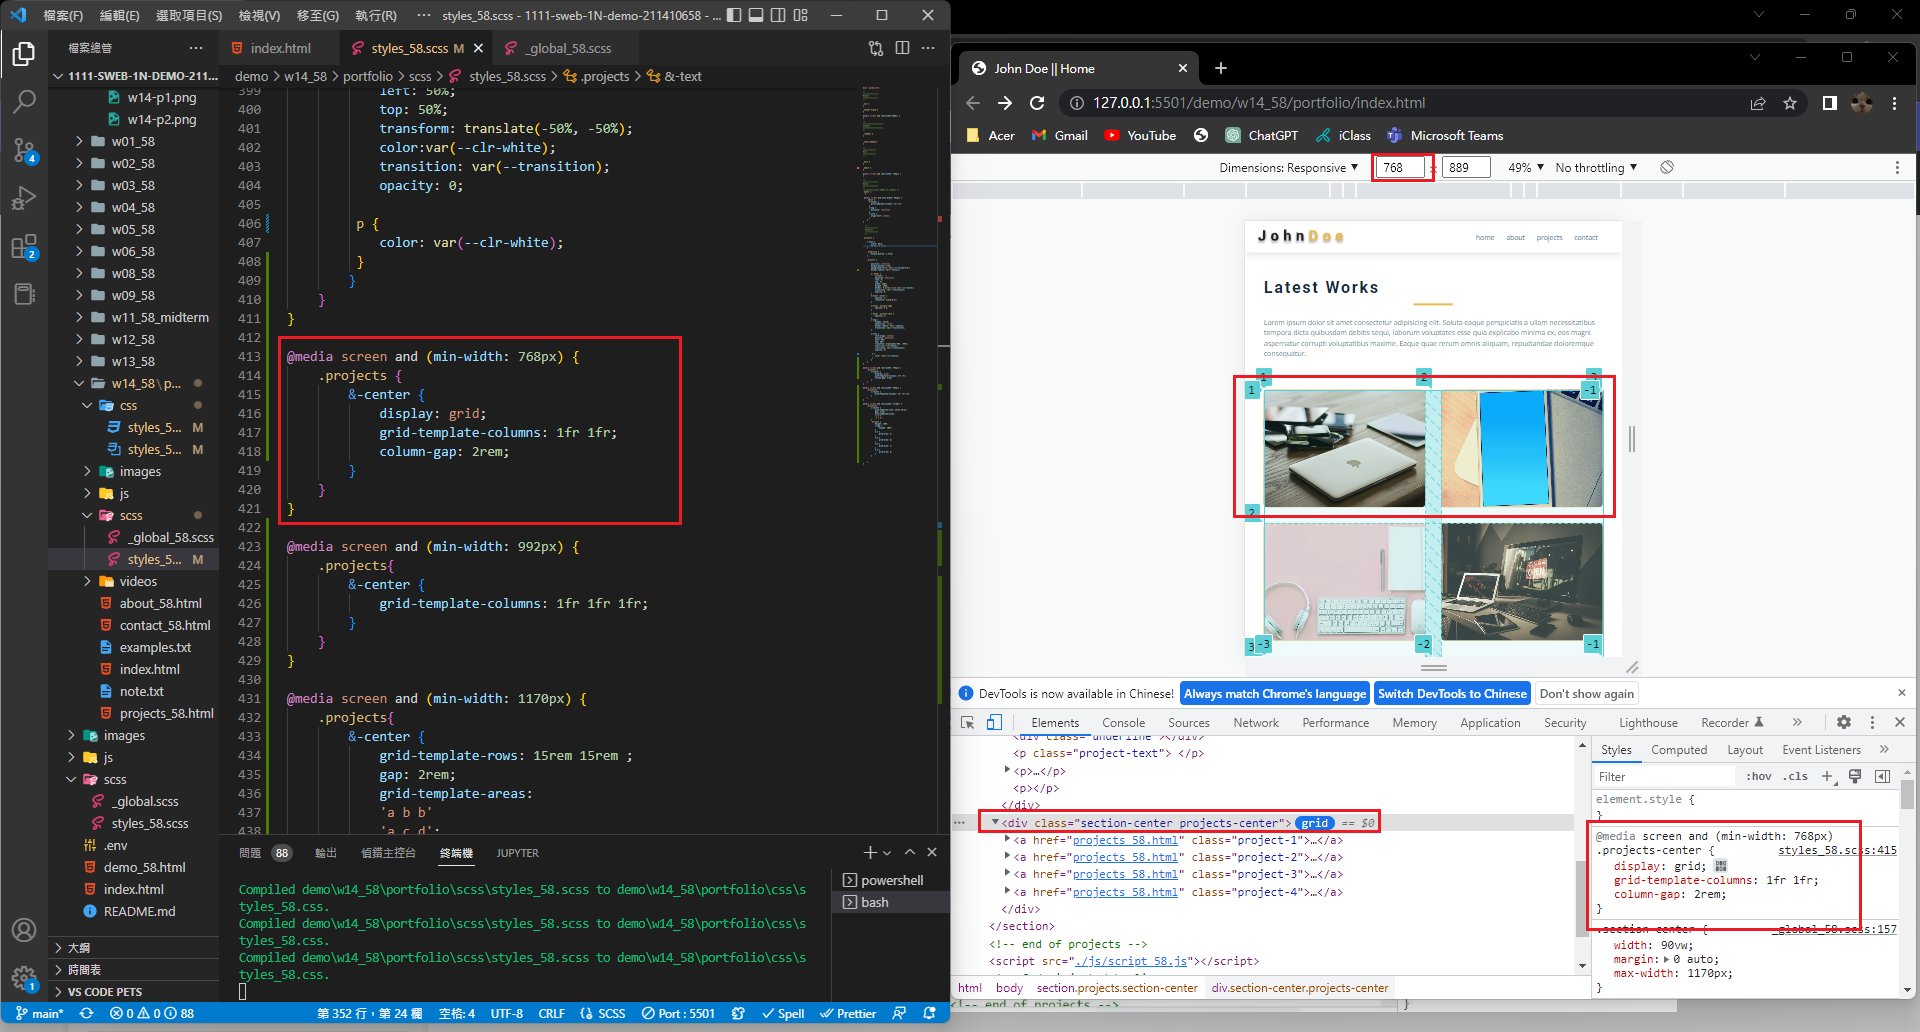 檔案(F) 編輯(E) 選取項目(S) 檢視(V) 移至(G) 執行(R) ··· styles_58.scss - 1111-sweb-1N-demo-211410658 - ...
檔案總管 ···
index.html styles_58.scss M _global_58.scss
demo > w14_58 > portfolio > scss > styles_58.scss > .projects > &-text
1111-SWEB-1N-DEMO-211...
w14-p1.png
w14-p2.png
w01_58
w02_58
w03_58
w04_58
w05_58
w06_58
w08_58
w09_58
w11_58_midterm
w12_58
w13_58
w14_58\p...
css
styles_5... M
styles_5... M
images
js
scss
_global_58.scss
styles_5... M
videos
about_58.html
contact_58.html
examples.txt
index.html
note.txt
projects_58.html
images
js
scss
_global.scss
styles_58.scss
.env
demo_58.html
index.html
README.md
大綱
時間表
VS CODE PETS
4
2
1
399 left: 50%;
400 top: 50%;
401 transform: translate(-50%, -50%);
402 color:var(--clr-white);
403 transition: var(--transition);
404 opacity: 0;
405
406 p {
407 color: var(--clr-white);
408 }
409 }
410 }
411 }
412
413 @media screen and (min-width: 768px) {
414 .projects {
415 &-center {
416 display: grid;
417 grid-template-columns: 1fr 1fr;
418 column-gap: 2rem;
419 }
420 }
421 }
422
423 @media screen and (min-width: 992px) {
424 .projects{
425 &-center {
426 grid-template-columns: 1fr 1fr 1fr;
427 }
428 }
429 }
430
431 @media screen and (min-width: 1170px) {
432 .projects{
433 &-center {
434 grid-template-rows: 15rem 15rem ;
435 gap: 2rem;
436 grid-template-areas:
437 'a b b'
438 'a c d';
問題 88 輸出 偵錯主控台 終端機 JUPYTER
Compiled demo\w14_58\portfolio\scss\styles_58.scss to demo\w14_58\portfolio\css\s
tyles_58.css.
Compiled demo\w14_58\portfolio\scss\styles_58.scss to demo\w14_58\portfolio\css\s
tyles_58.css.
Compiled demo\w14_58\portfolio\scss\styles_58.scss to demo\w14_58\portfolio\css\s
tyles_58.css.
powershell
bash
main* 0 0 88 第 352 行，第 24 欄 空格: 4 UTF-8 CRLF SCSS Port : 5501 Spell Prettier
John Doe || Home
127.0.0.1:5501/demo/w14_58/portfolio/index.html
Acer Gmail YouTube ChatGPT iClass Microsoft Teams
Dimensions: Responsive 768 x 889 49% No throttling
JohnDoe home about projects contact
Latest Works
Lorem ipsum dolor sit amet consectetur adipisicing elit. Soluta eaque perspiciatis a ullam necessitatibus
tempora dicta quibusdam debitis sequi, laborum voluptates esse quia explicabo minima ex, eos magni
aspernatur corrupti voluptatibus maxime. Eaque quae rerum omnis aliquam, repudiandae doloremque
consequatur.
1 2 3
1 -1
2
3 -3 -2 -1
DevTools is now available in Chinese! Always match Chrome's language Switch DevTools to Chinese Don't show again
Elements Console Sources Network Performance Memory Application Security Lighthouse Recorder
<div class="underline"></div>
<p class="project-text"> </p>
<p>…</p>
<p></p>
</div>
<div class="section-center projects-center"> grid == $0
<a href="projects_58.html" class="project-1">…</a>
<a href="projects_58.html" class="project-2">…</a>
<a href="projects_58.html" class="project-3">…</a>
<a href="projects_58.html" class="project-4">…</a>
</div>
</section>
<!-- end of projects -->
<script src="./js/script_58.js"></script>
html body section.projects.section-center div.section-center.projects-center
<!-- end of projects -->
Styles Computed Layout Event Listeners
Filter :hov .cls
element.style {
}
@media screen and (min-width: 768px)
.projects-center { styles_58.scss:415
display: grid;
grid-template-columns: 1fr 1fr;
column-gap: 2rem;
}
.section-center { _global_58.scss:157
width: 90vw;
margin: 0 auto;
max-width: 1170px;
}
}